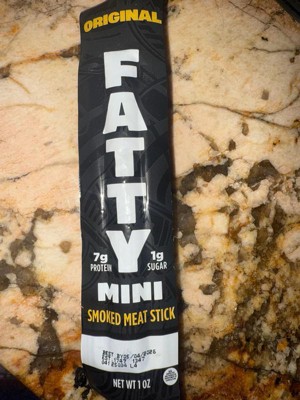 ORIGINAL
FATTY
7g
PROTEIN
1g
SUGAR
MINI
SMOKED MEAT STICK
NET WT 1 OZ